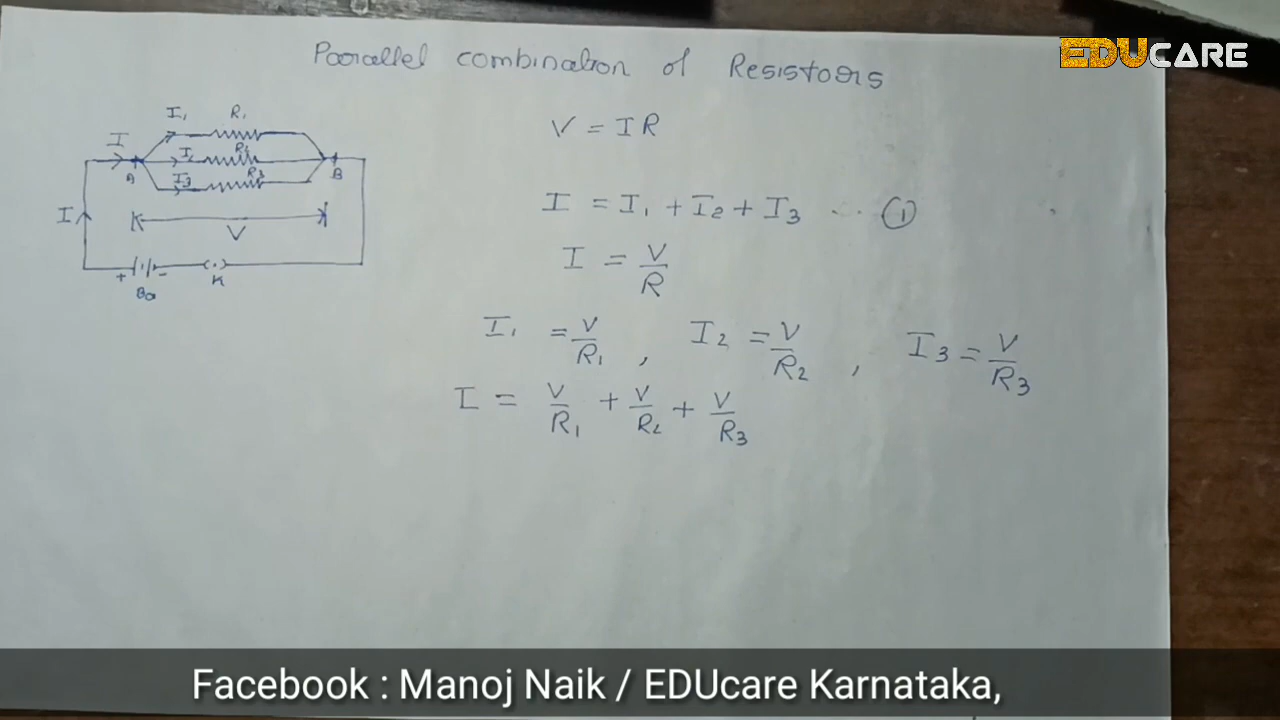 EDUCARE
Parallel combination of Resistors
V = IR
I = I₁ + I₂ + I₃ ... ①
I = V/R
I₁ = V/R₁ , I₂ = V/R₂ , I₃ = V/R₃
I = V/R₁ + V/R₂ + V/R₃
I₁ R₁
I I₂ R₂
A I₃ R₃ B
I
V
+ - K
Ba
Facebook : Manoj Naik / EDUcare Karnataka,